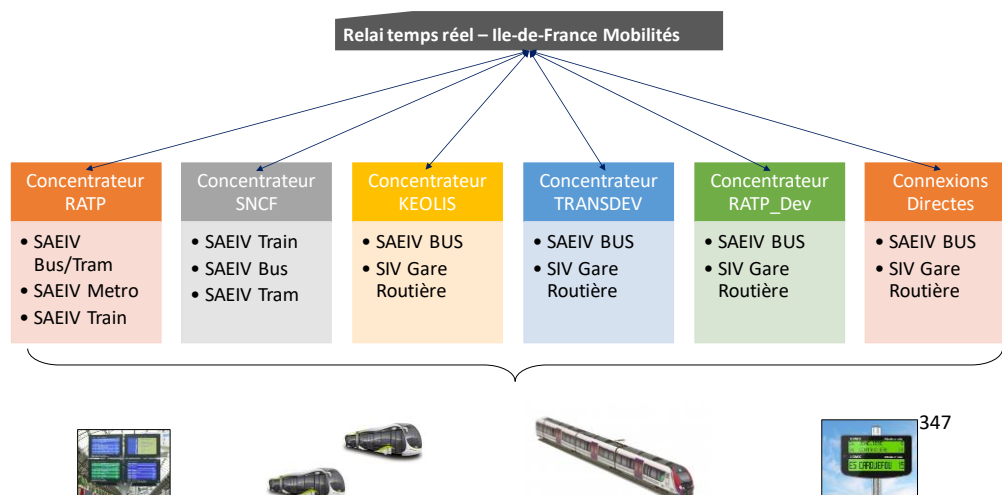 Relai temps réel – Ile-de-France Mobilités
Concentrateur
RATP
• SAEIV
Bus/Tram
• SAEIV Metro
• SAEIV Train
Concentrateur
SNCF
• SAEIV Train
• SAEIV Bus
• SAEIV Tram
Concentrateur
KEOLIS
• SAEIV BUS
• SIV Gare
Routière
Concentrateur
TRANSDEV
• SAEIV BUS
• SIV Gare
Routière
Concentrateur
RATP_Dev
• SAEIV BUS
• SIV Gare
Routière
Connexions
Directes
• SAEIV BUS
• SIV Gare
Routière
347